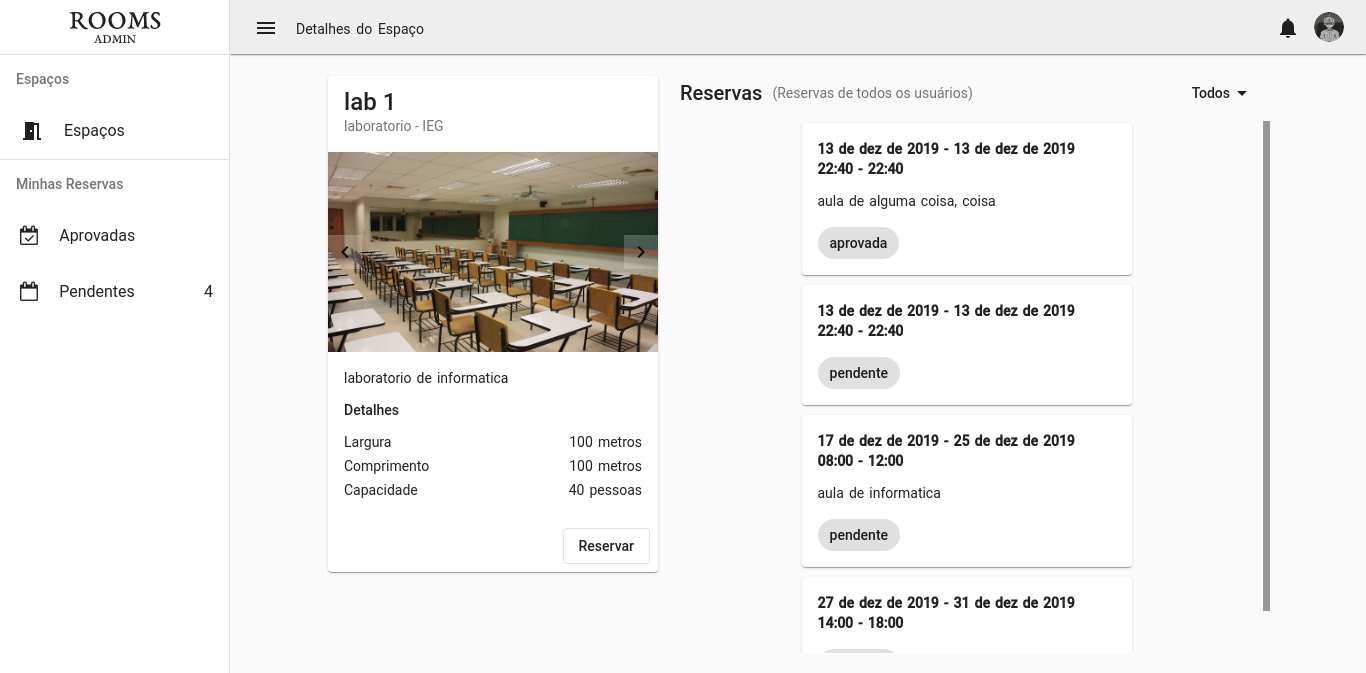 ROOMS
ADMIN
Detalhes do Espaço
Espaços
Espaços
Minhas Reservas
Aprovadas
Pendentes 4
lab 1
laboratorio - IEG
laboratorio de informatica
Detalhes
Largura 100 metros
Comprimento 100 metros
Capacidade 40 pessoas
Reservar
Reservas (Reservas de todos os usuários) Todos
13 de dez de 2019 - 13 de dez de 2019
22:40 - 22:40
aula de alguma coisa, coisa
aprovada
13 de dez de 2019 - 13 de dez de 2019
22:40 - 22:40
pendente
17 de dez de 2019 - 25 de dez de 2019
08:00 - 12:00
aula de informatica
pendente
27 de dez de 2019 - 31 de dez de 2019
14:00 - 18:00